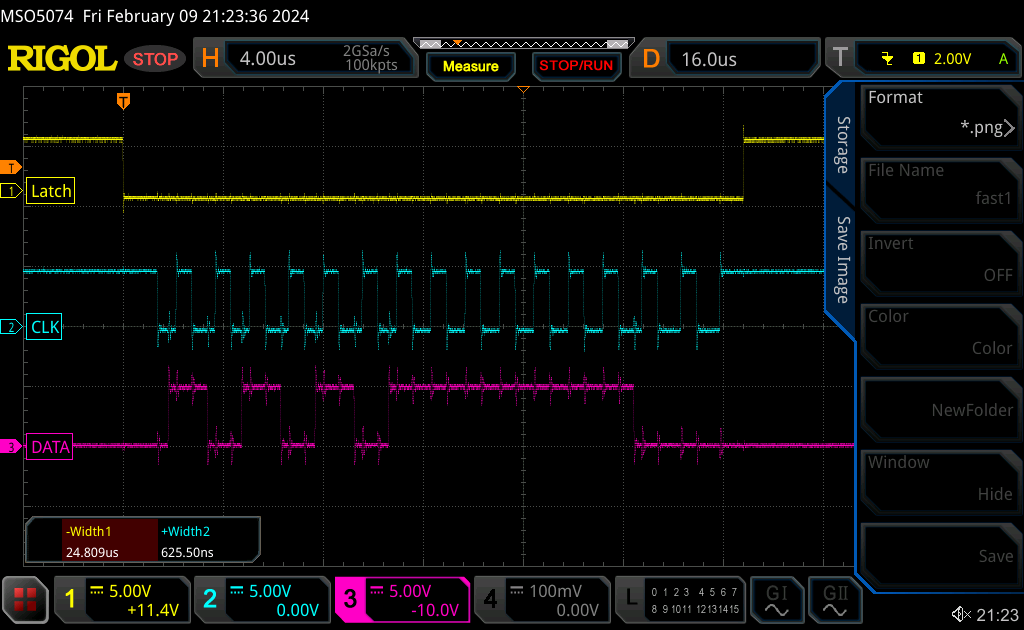 MSO5074 Fri February 09 21:23:36 2024
RIGOL STOP H 4.00us 2GSa/s 100kpts Measure STOP/RUN D 16.0us T 1 2.00V A
T
T
1 Latch
2 CLK
3 DATA
-Width1 +Width2
24.809us 625.50ns
Storage
Save Image
Format
*.png
File Name
fast1
Invert
OFF
Color
Color
NewFolder
Window
Hide
Save
1 5.00V +11.4V
2 5.00V 0.00V
3 5.00V -10.0V
4 100mV 0.00V
L 0 1 2 3 4 5 6 7
8 9 10 11 12 13 14 15
GI
GII
21:23